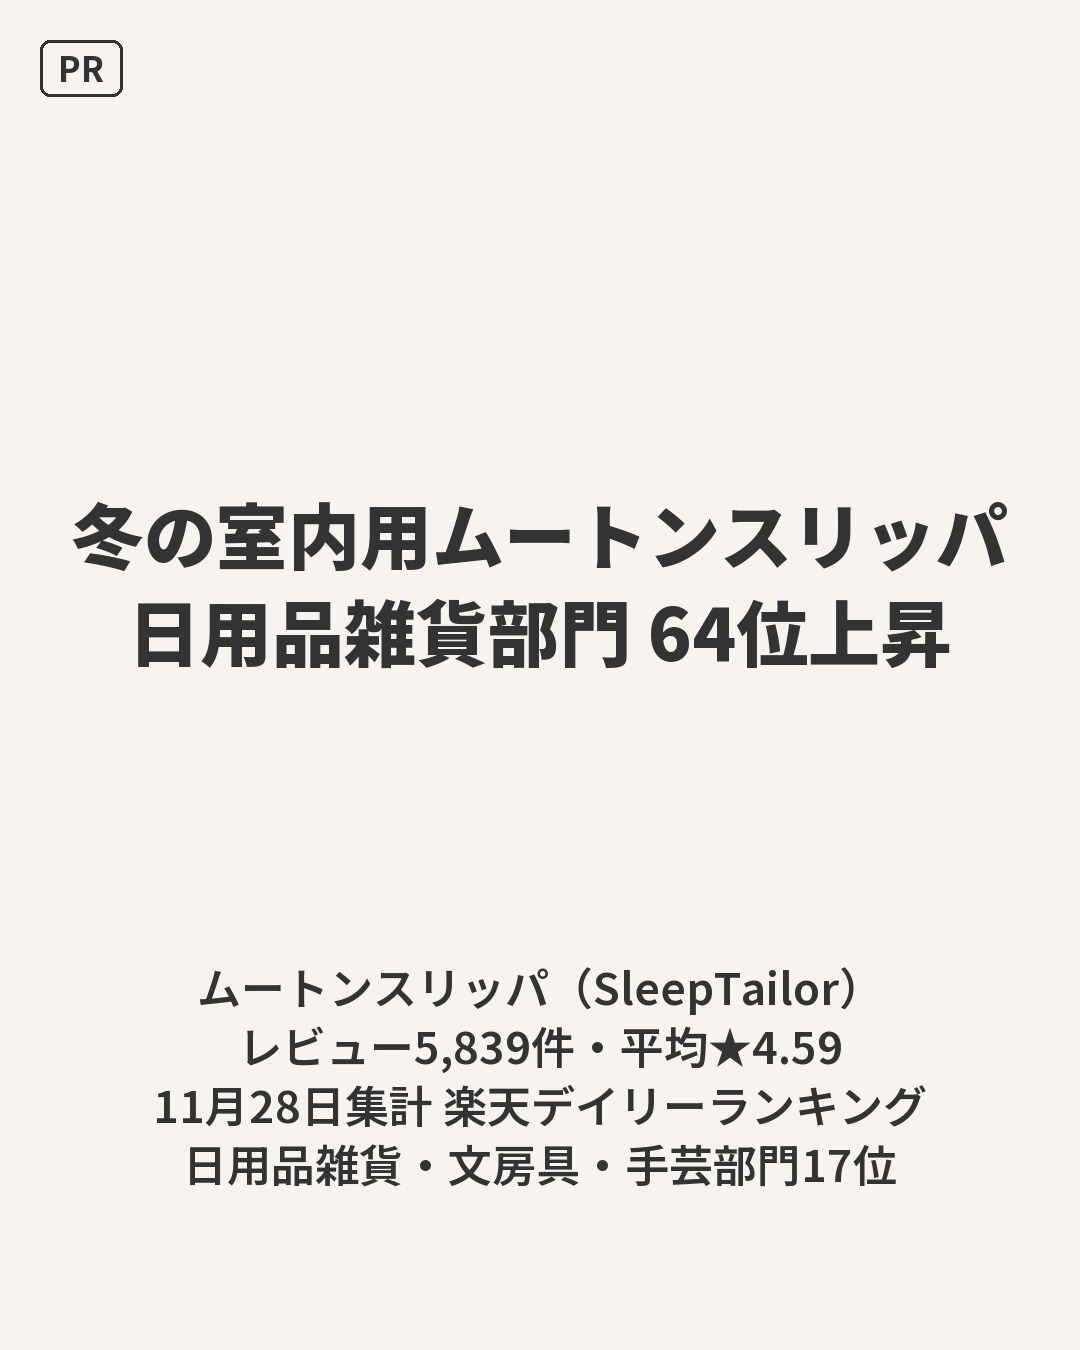 PR
冬の室内用ムートンスリッパ
日用品雑貨部門 64位上昇
ムートンスリッパ（SleepTailor）
レビュー5,839件・平均★4.59
11月28日集計 楽天デイリーランキング
日用品雑貨・文房具・手芸部門17位